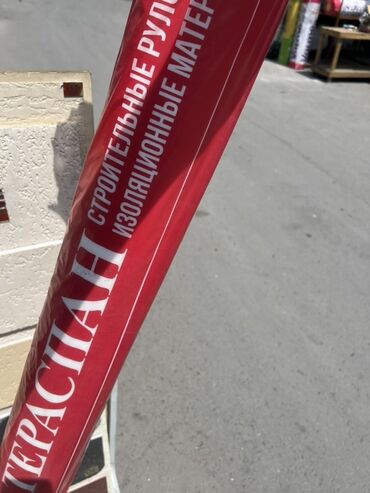 СТРОИТЕЛЬНЫЕ РУЛО
ИЗОЛЯЦИОННЫЕ МАТЕР
ТЕРАСПАН